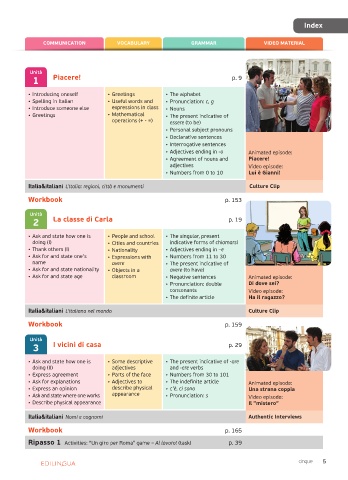 Index
COMMUNICATION VOCABULARY GRAMMAR VIDEO MATERIAL
Unità
1 Piacere! p. 9
• Introducing oneself
• Spelling in Italian
• Introduce someone else
• Greetings
• Greetings
• Useful words and
expressions in class
• Mathematical
operations (+ - =)
• The alphabet
• Pronunciation: c, g
• Nouns
• The present indicative of
essere (to be)
• Personal subject pronouns
• Declarative sentences
• Interrogative sentences
• Adjectives ending in -o
• Agreement of nouns and
adjectives
• Numbers from 0 to 10
Animated episode:
Piacere!
Video episode:
Lui è Gianni!
Italia&italiani L'Italia: regioni, città e monumenti Culture Clip
Workbook p. 153
Unità
2 La classe di Carla p. 19
• Ask and state how one is
doing (I)
• Thank others (I)
• Ask for and state one's
name
• Ask for and state nationality
• Ask for and state age
• People and school
• Cities and countries
• Nationality
• Expressions with
avere
• Objects in a
classroom
• The singular, present
indicative forms of chiamarsi
• Adjectives ending in -e
• Numbers from 11 to 30
• The present indicative of
avere (to have)
• Negative sentences
• Pronunciation: double
consonants
• The definite article
Animated episode:
Di dove sei?
Video episode:
Ha il ragazzo?
Italia&italiani L'italiano nel mondo Culture Clip
Workbook p. 159
Unità
3 I vicini di casa p. 29
• Ask and state how one is
doing (II)
• Express agreement
• Ask for explanations
• Express an opinion
• Ask and state where one works
• Describe physical appearance
• Some descriptive
adjectives
• Parts of the face
• Adjectives to
describe physical
appearance
• The present indicative of -are
and -ere verbs
• Numbers from 30 to 101
• The indefinite article
• c'è, ci sono
• Pronunciation: s
Animated episode:
Una strana coppia
Video episode:
Il "mistero"
Italia&italiani Nomi e cognomi Authentic Interviews
Workbook p. 165
Ripasso 1 Activities: "Un giro per Roma" game – Al lavoro! (task) p. 39
EDILINGUA
cinque 5